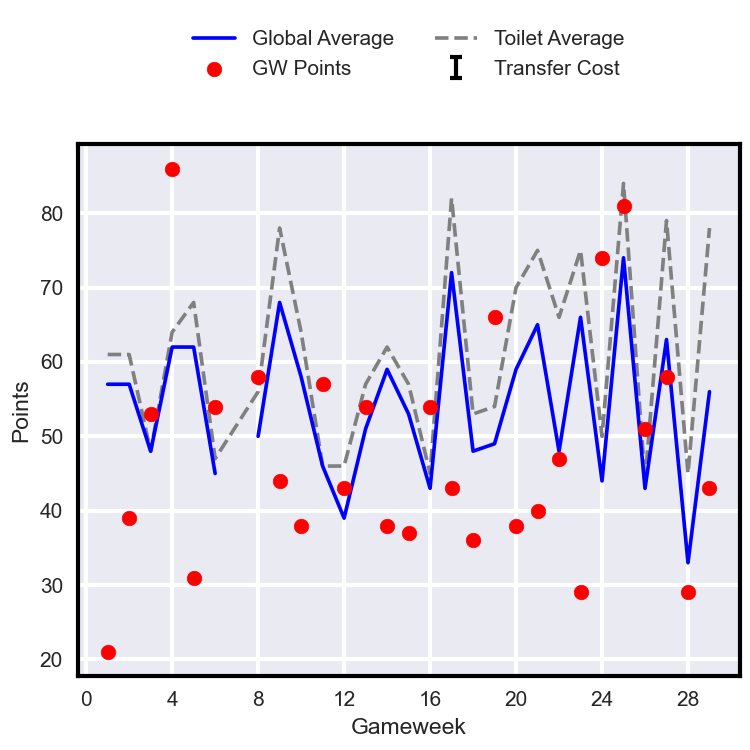 Global Average
Toilet Average
GW Points
Transfer Cost
80
70
60
50
40
30
20
Points
0 4 8 12 16 20 24 28
Gameweek